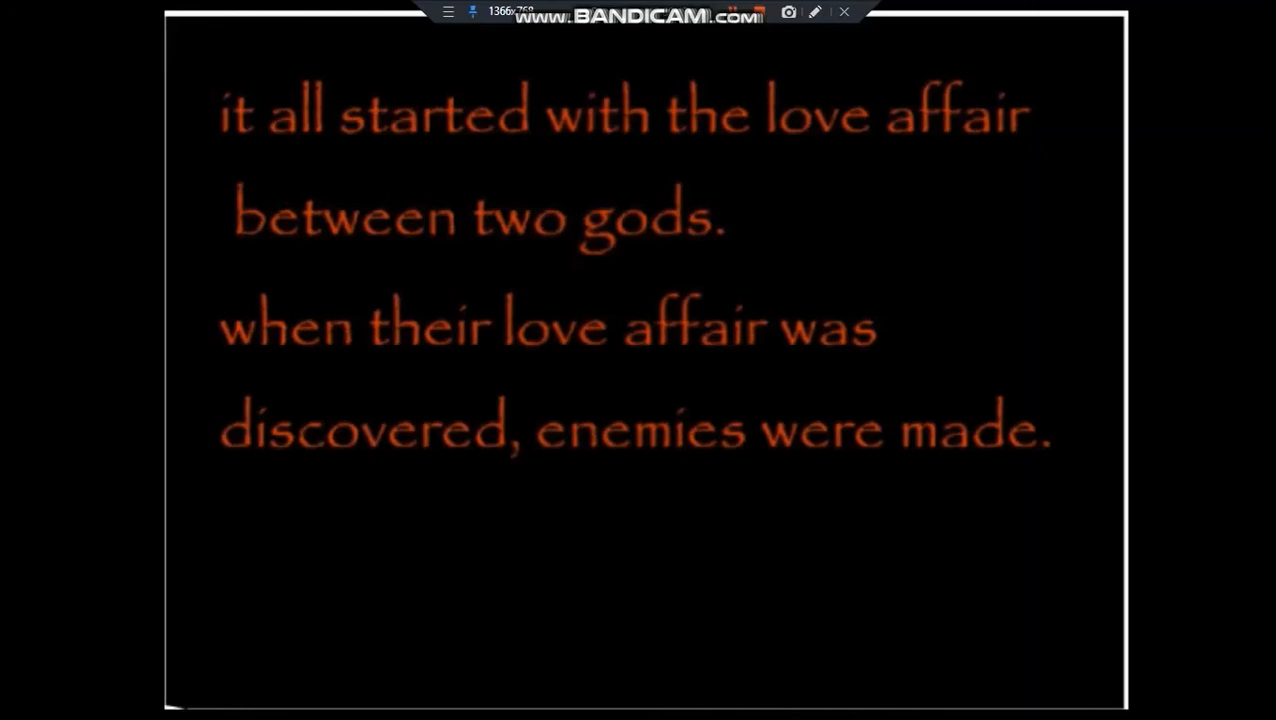 1366x768
www.BANDICAM.com
it all started with the love affair
between two gods.
when their love affair was
discovered, enemies were made.